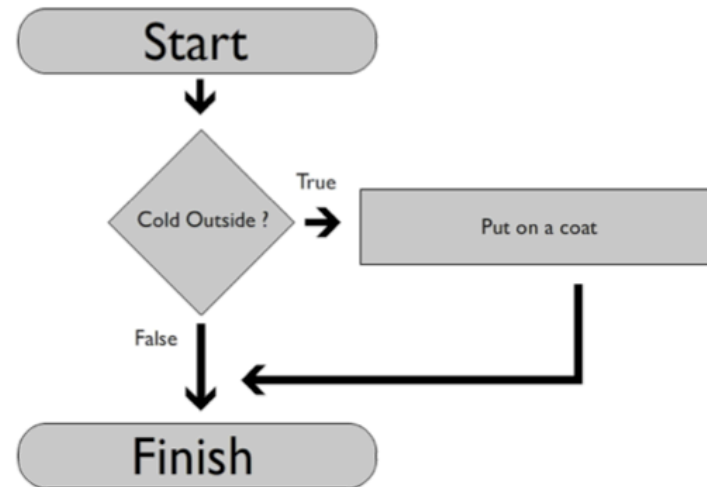 Start
True
Cold Outside ?
Put on a coat
False
Finish